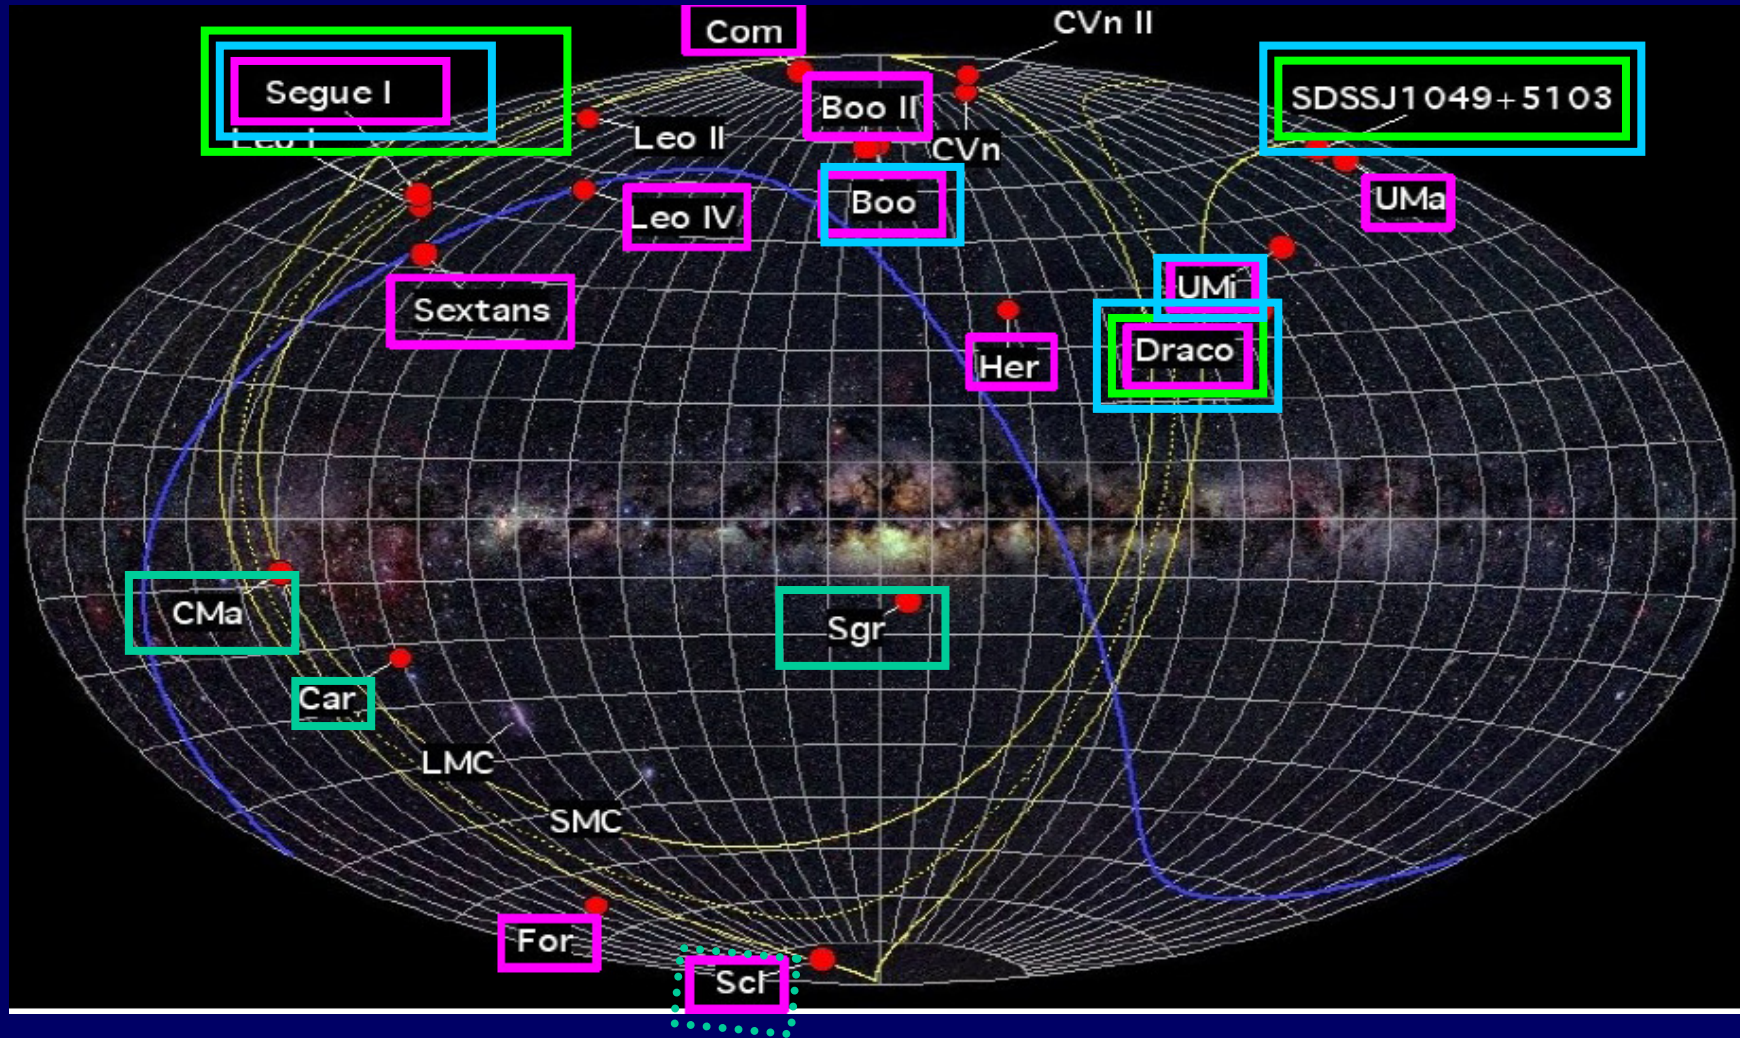 Com
CVn II
Segue I
Leo I
Leo II
Boo II
CVn
SDSSJ1049+5103
UMa
Leo IV
Boo
Sextans
UMi
Her
Draco
CMa
Sgr
Car
LMC
SMC
For
Scl